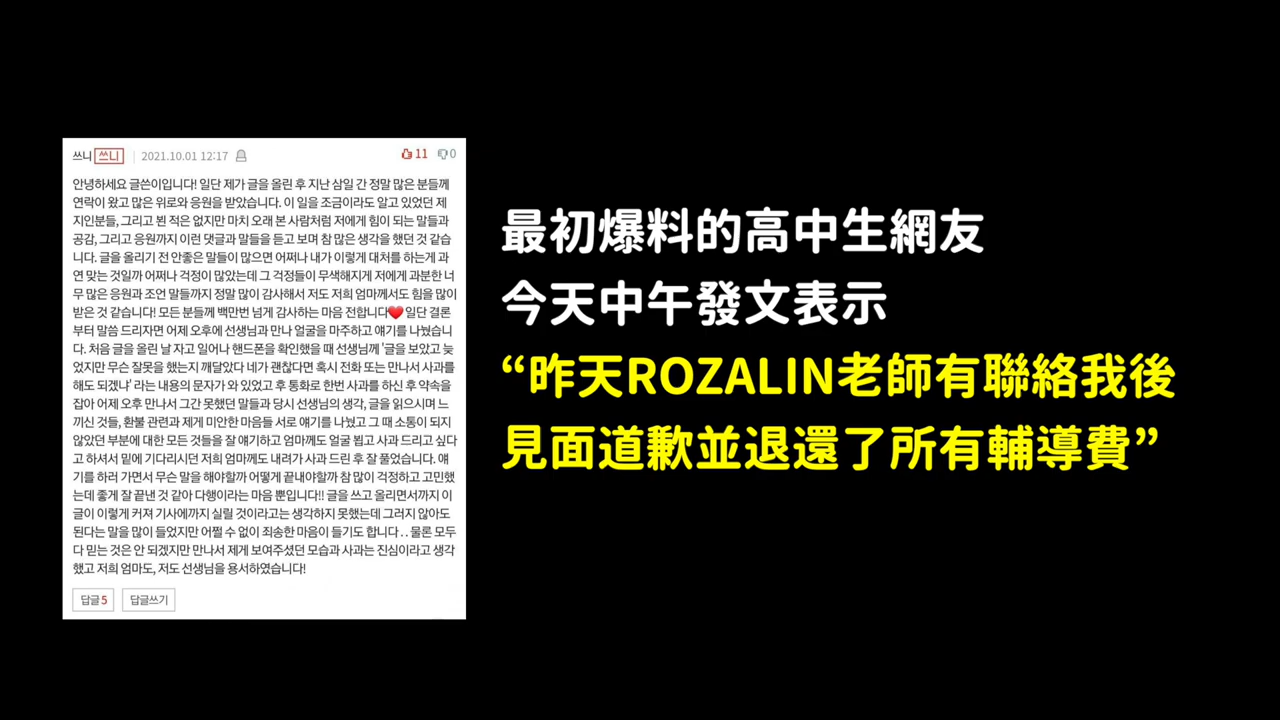 쓰니 쓰니 2021.10.01 12:17 11 0
안녕하세요 글쓴이입니다! 일단 제가 글을 올린 후 지난 삼일 간 정말 많은 분들께
연락이 왔고 많은 위로와 응원을 받았습니다. 이 일을 조금이라도 알고 있었던 제
지인분들, 그리고 뵌 적은 없지만 마치 오래 본 사람처럼 저에게 힘이 되는 말들과
공감, 그리고 응원까지 이런 댓글과 말들을 듣고 보며 참 많은 생각을 했던 것 같습
니다. 글을 올리기 전 안좋은 말들이 많으면 어쩌나 내가 이렇게 대처를 하는게 과
연 맞는 것일까 어쩌나 걱정이 많았는데 그 걱정들이 무색해지게 저에게 과분한 너
무 많은 응원과 조언 말들까지 정말 많이 감사해서 저도 저희 엄마께서도 힘을 많이
받은 것 같습니다! 모든 분들께 백만번 넘게 감사하는 마음 전합니다❤️ 일단 결론
부터 말씀 드리자면 어제 오후에 선생님과 만나 얼굴을 마주하고 얘기를 나눴습니
다. 처음 글을 올린 날 자고 일어나 핸드폰을 확인했을 때 선생님께 '글을 보았고 늦
었지만 무슨 잘못을 했는지 깨달았다 네가 괜찮다면 혹시 전화 또는 만나서 사과를
해도 되겠냐' 라는 내용의 문자가 와 있었고 후 통화로 한번 사과를 하신 후 약속을
잡아 어제 오후 만나서 그간 못했던 말들과 당시 선생님의 생각, 글을 읽으시며 느
끼신 것들, 환불 관련과 제게 미안한 마음들 서로 얘기를 나눴고 그 때 소통이 되지
않았던 부분에 대한 모든 것들을 잘 얘기하고 엄마께도 얼굴 뵙고 사과 드리고 싶다
고 하셔서 밑에 기다리시던 저희 엄마께도 내려가 사과 드린 후 잘 풀었습니다. 얘
기를 하러 가면서 무슨 말을 해야할까 어떻게 끝내야할까 참 많이 걱정하고 고민했
는데 좋게 잘 끝낸 것 같아 다행이라는 마음 뿐입니다!! 글을 쓰고 올리면서까지 이
글이 이렇게 커져 기사에까지 실릴 것이라고는 생각하지 못했는데 그러지 않아도
된다는 말을 많이 들었지만 어쩔 수 없이 죄송한 마음이 들기도 합니다 . . 물론 모두
다 믿는 것은 안 되겠지만 만나서 제게 보여주셨던 모습과 사과는 진심이라고 생각
했고 저희 엄마도, 저도 선생님을 용서하였습니다!
답글 5 답글쓰기
最初爆料的高中生網友
今天中午發文表示
“昨天ROZALIN老師有聯絡我後
見面道歉並退還了所有輔導費”